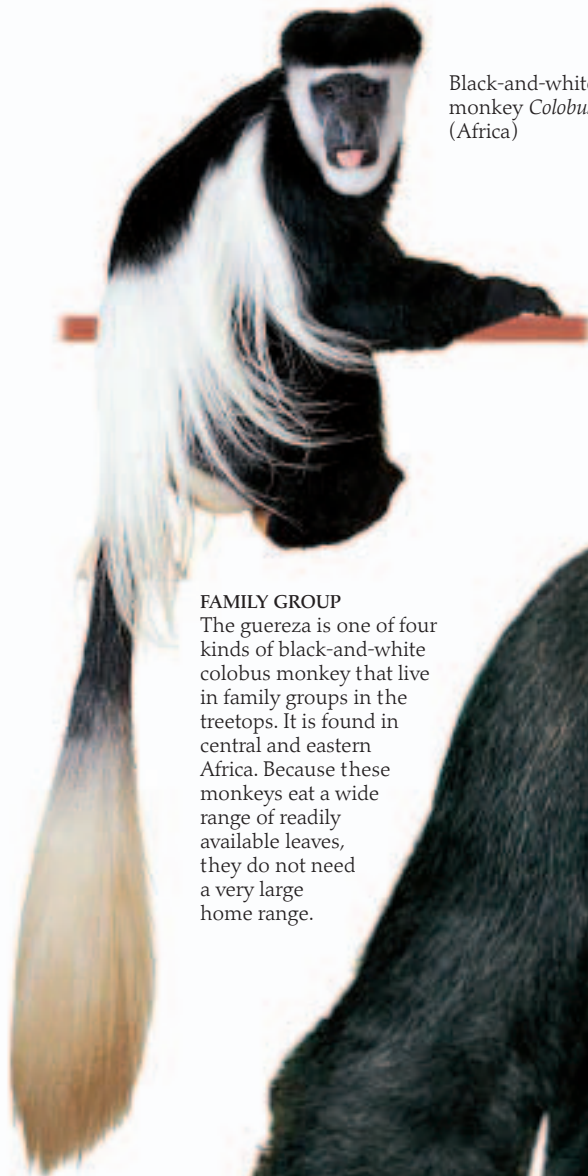 Black-and-white
monkey Colobus
(Africa)
FAMILY GROUP
The guereza is one of four
kinds of black-and-white
colobus monkey that live
in family groups in the
treetops. It is found in
central and eastern
Africa. Because these
monkeys eat a wide
range of readily
available leaves,
they do not need
a very large
home range.